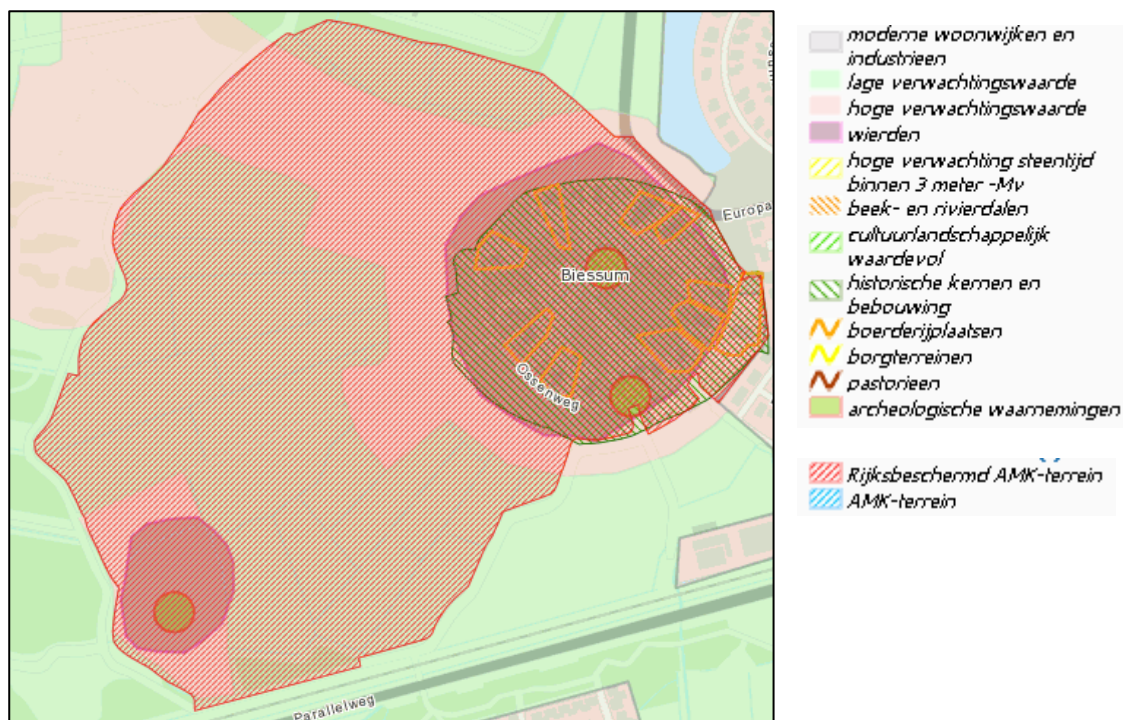 Biessum
Ossenweg
Europa
Parallelweg
moderne woonwijken en
industrieen
lage verwachtingswaarde
hoge verwachtingswaarde
wierden
hoge verwachting steentijd
binnen 3 meter -Mv
beek- en rivierdalen
cultuurlandschappelijk
waardevol
historische kernen en
bebouwing
boerderijplaatsen
borgterreinen
pastorieen
archeologische waarnemingen
Rijksbeschermd AMK-terrein
AMK-terrein